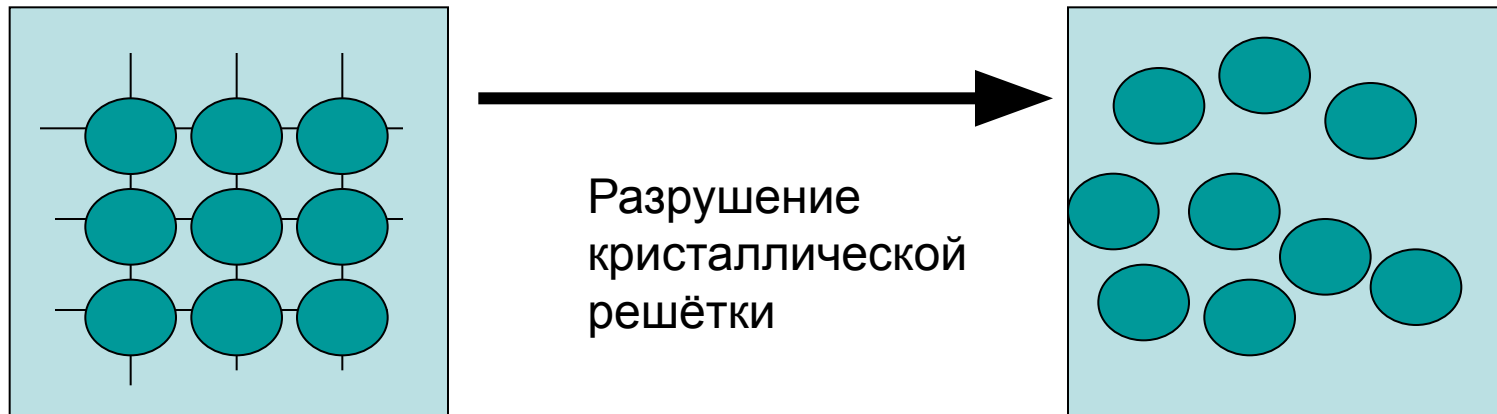 Разрушение
кристаллической
решётки